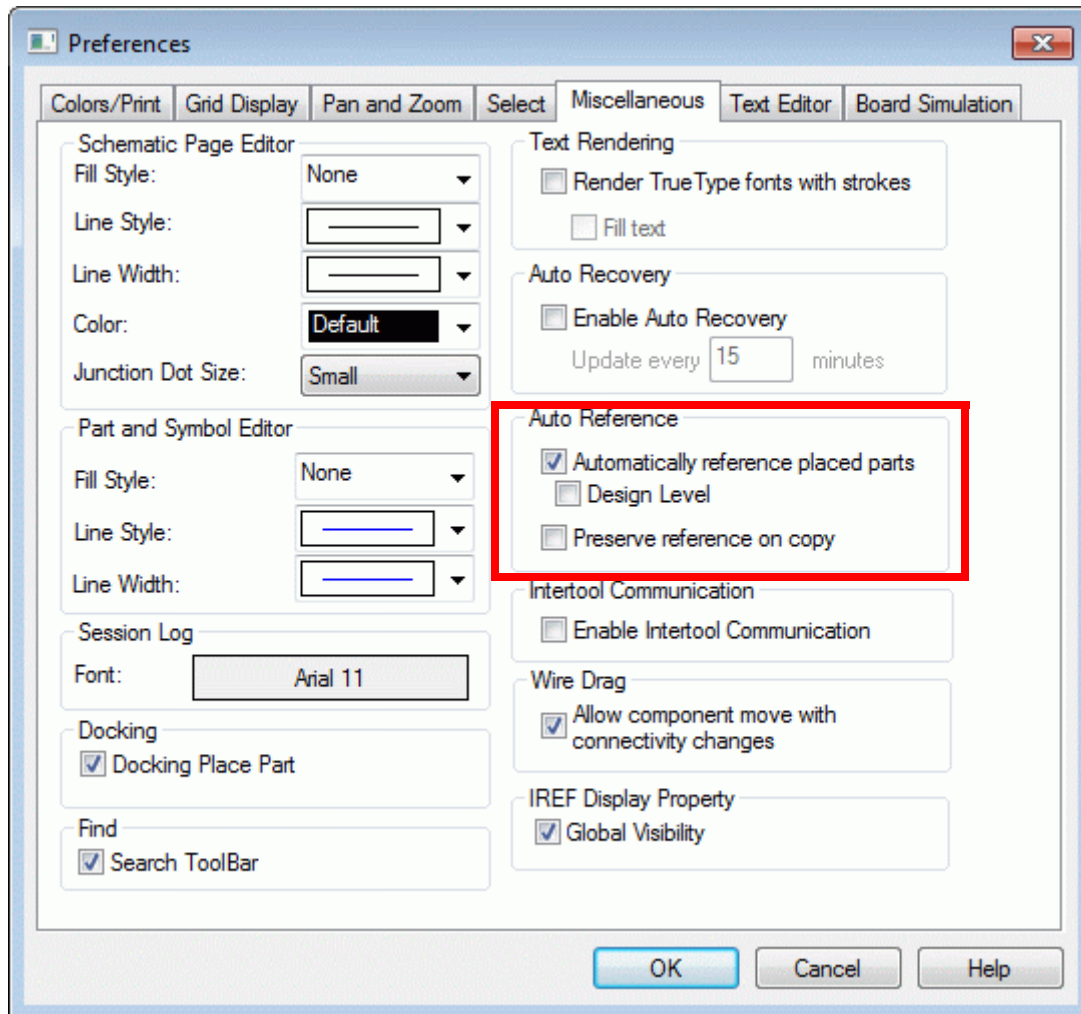 Preferences
Colors/Print Grid Display Pan and Zoom Select Miscellaneous Text Editor Board Simulation
Schematic Page Editor
Fill Style: None
Line Style:
Line Width:
Color: Default
Junction Dot Size: Small
Part and Symbol Editor
Fill Style: None
Line Style:
Line Width:
Session Log
Font: Arial 11
Docking
Docking Place Part
Find
Search ToolBar
Text Rendering
Render TrueType fonts with strokes
Fill text
Auto Recovery
Enable Auto Recovery
Update every 15 minutes
Auto Reference
Automatically reference placed parts
Design Level
Preserve reference on copy
Intertool Communication
Enable Intertool Communication
Wire Drag
Allow component move with
connectivity changes
IREF Display Property
Global Visibility
OK Cancel Help